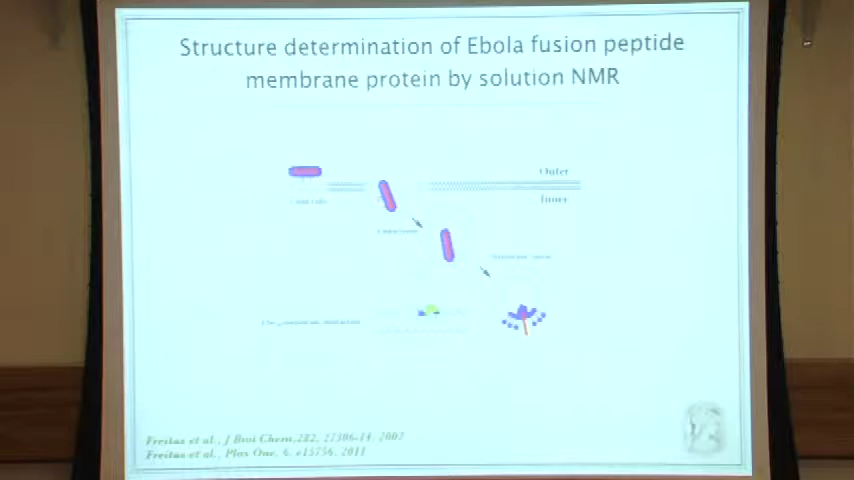 Structure determination of Ebola fusion peptide
membrane protein by solution NMR
Outer
Inner
Freitas et al., J Biol Chem,282, 27306-14, 2007
Freitas et al., Plos One, 6, e15756, 2011